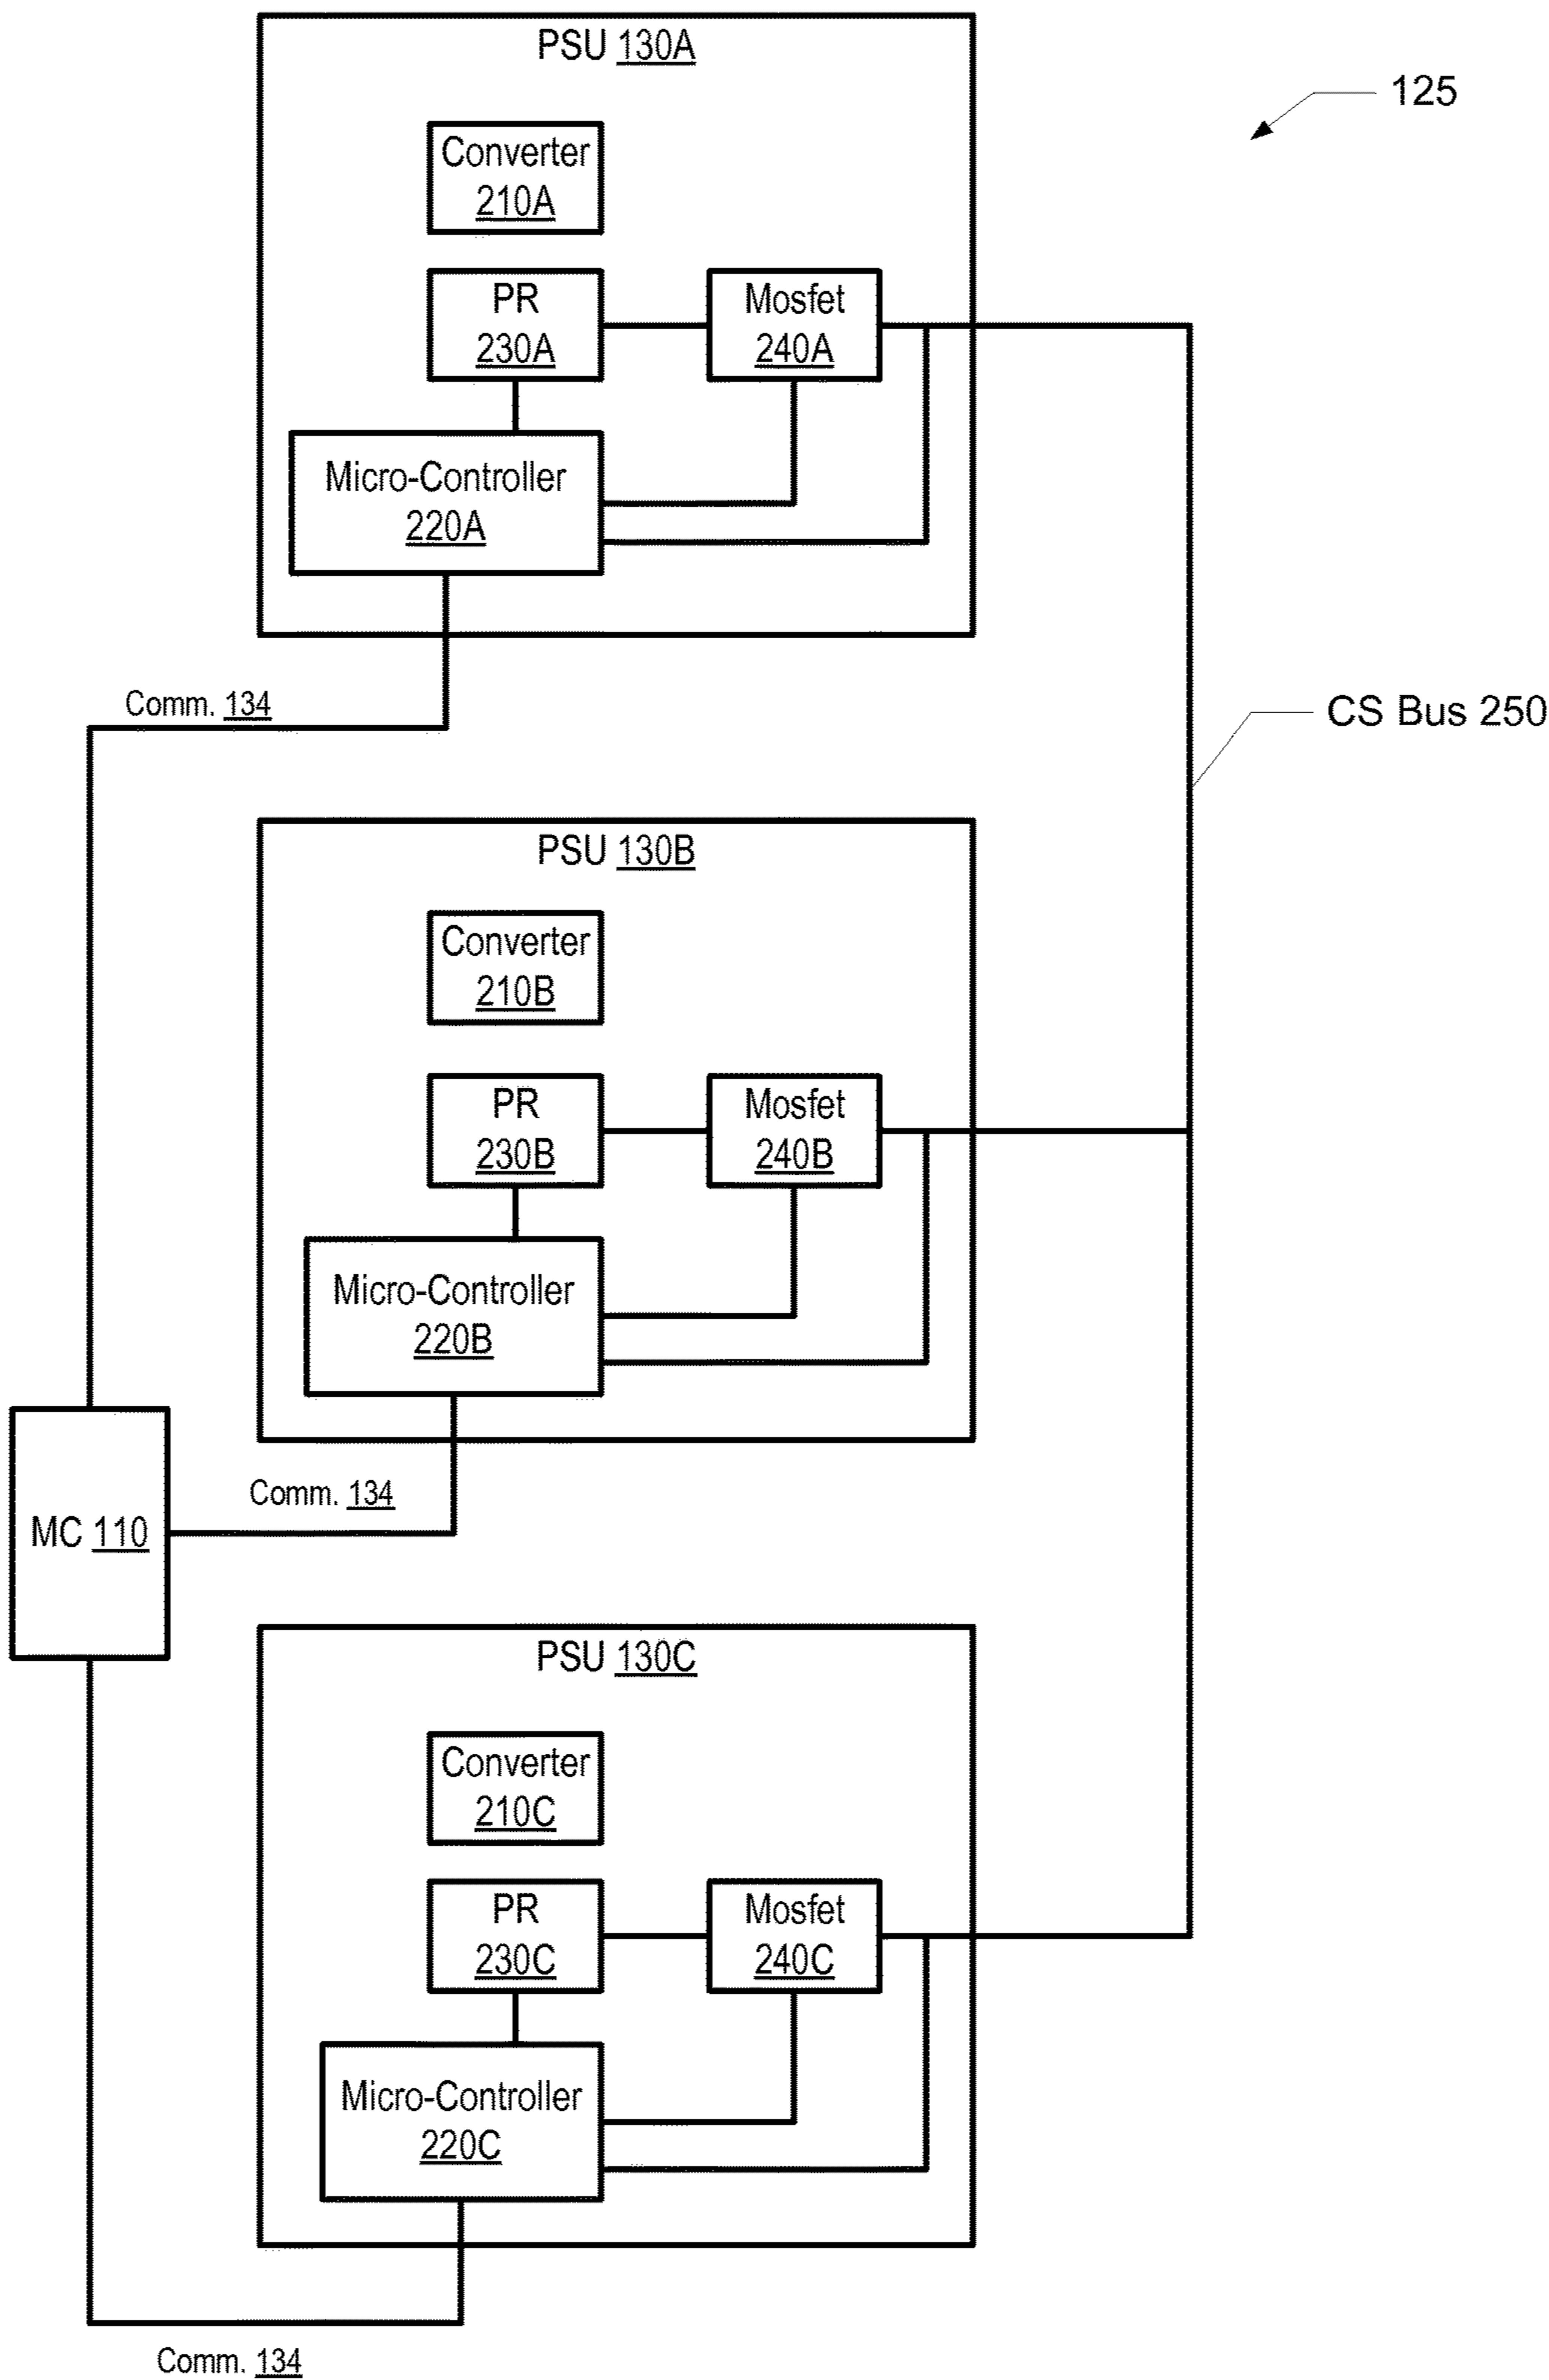 PSU 130A
125
Converter
210A
PR
230A
Mosfet
240A
Micro-Controller
220A
Comm. 134
CS Bus 250
PSU 130B
Converter
210B
PR
230B
Mosfet
240B
Micro-Controller
220B
Comm. 134
MC 110
PSU 130C
Converter
210C
PR
230C
Mosfet
240C
Micro-Controller
220C
Comm. 134